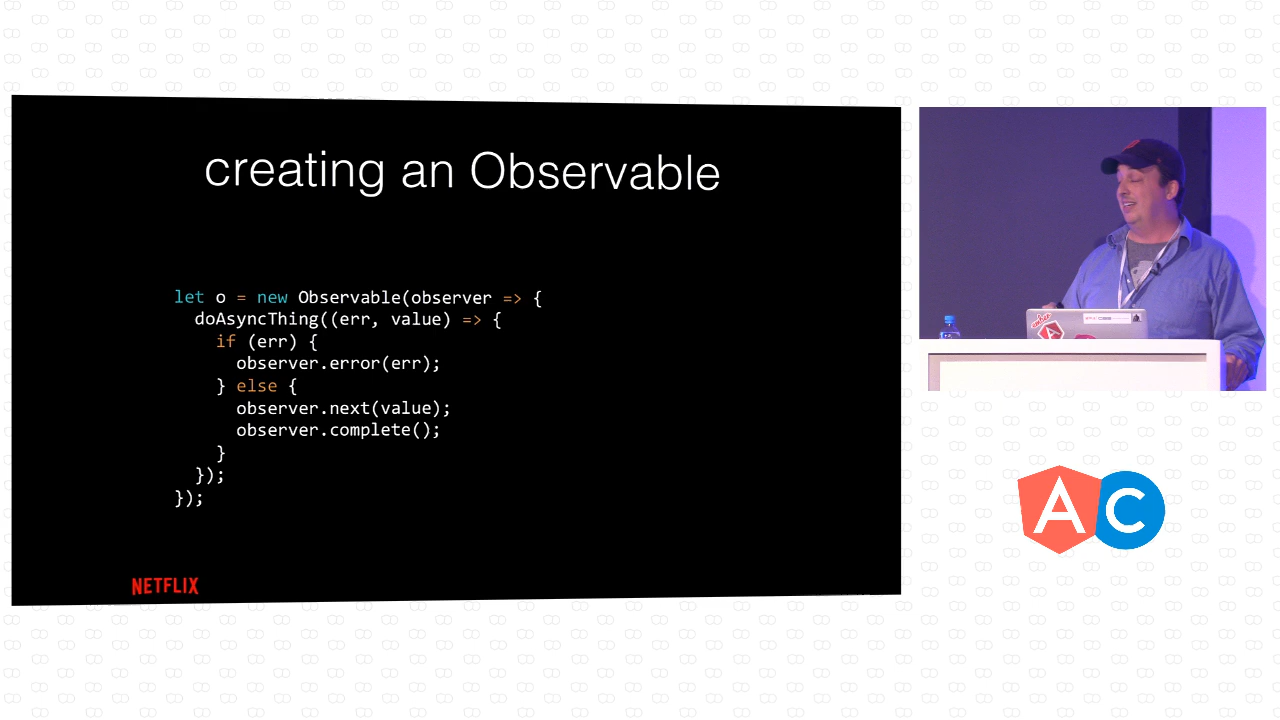 creating an Observable
let o = new Observable(observer => {
  doAsyncThing((err, value) => {
    if (err) {
      observer.error(err);
    } else {
      observer.next(value);
      observer.complete();
    }
  });
});
NETFLIX
ember
A
A C